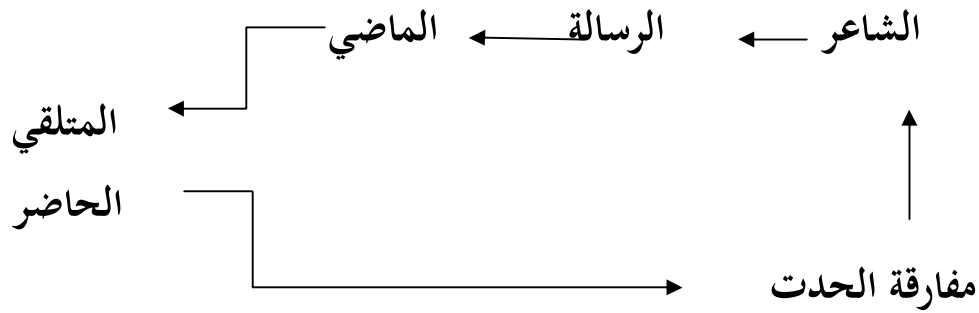 الشاعر الرسالة الماضي
المتلقي
الحاضر
مفارقة الحدت